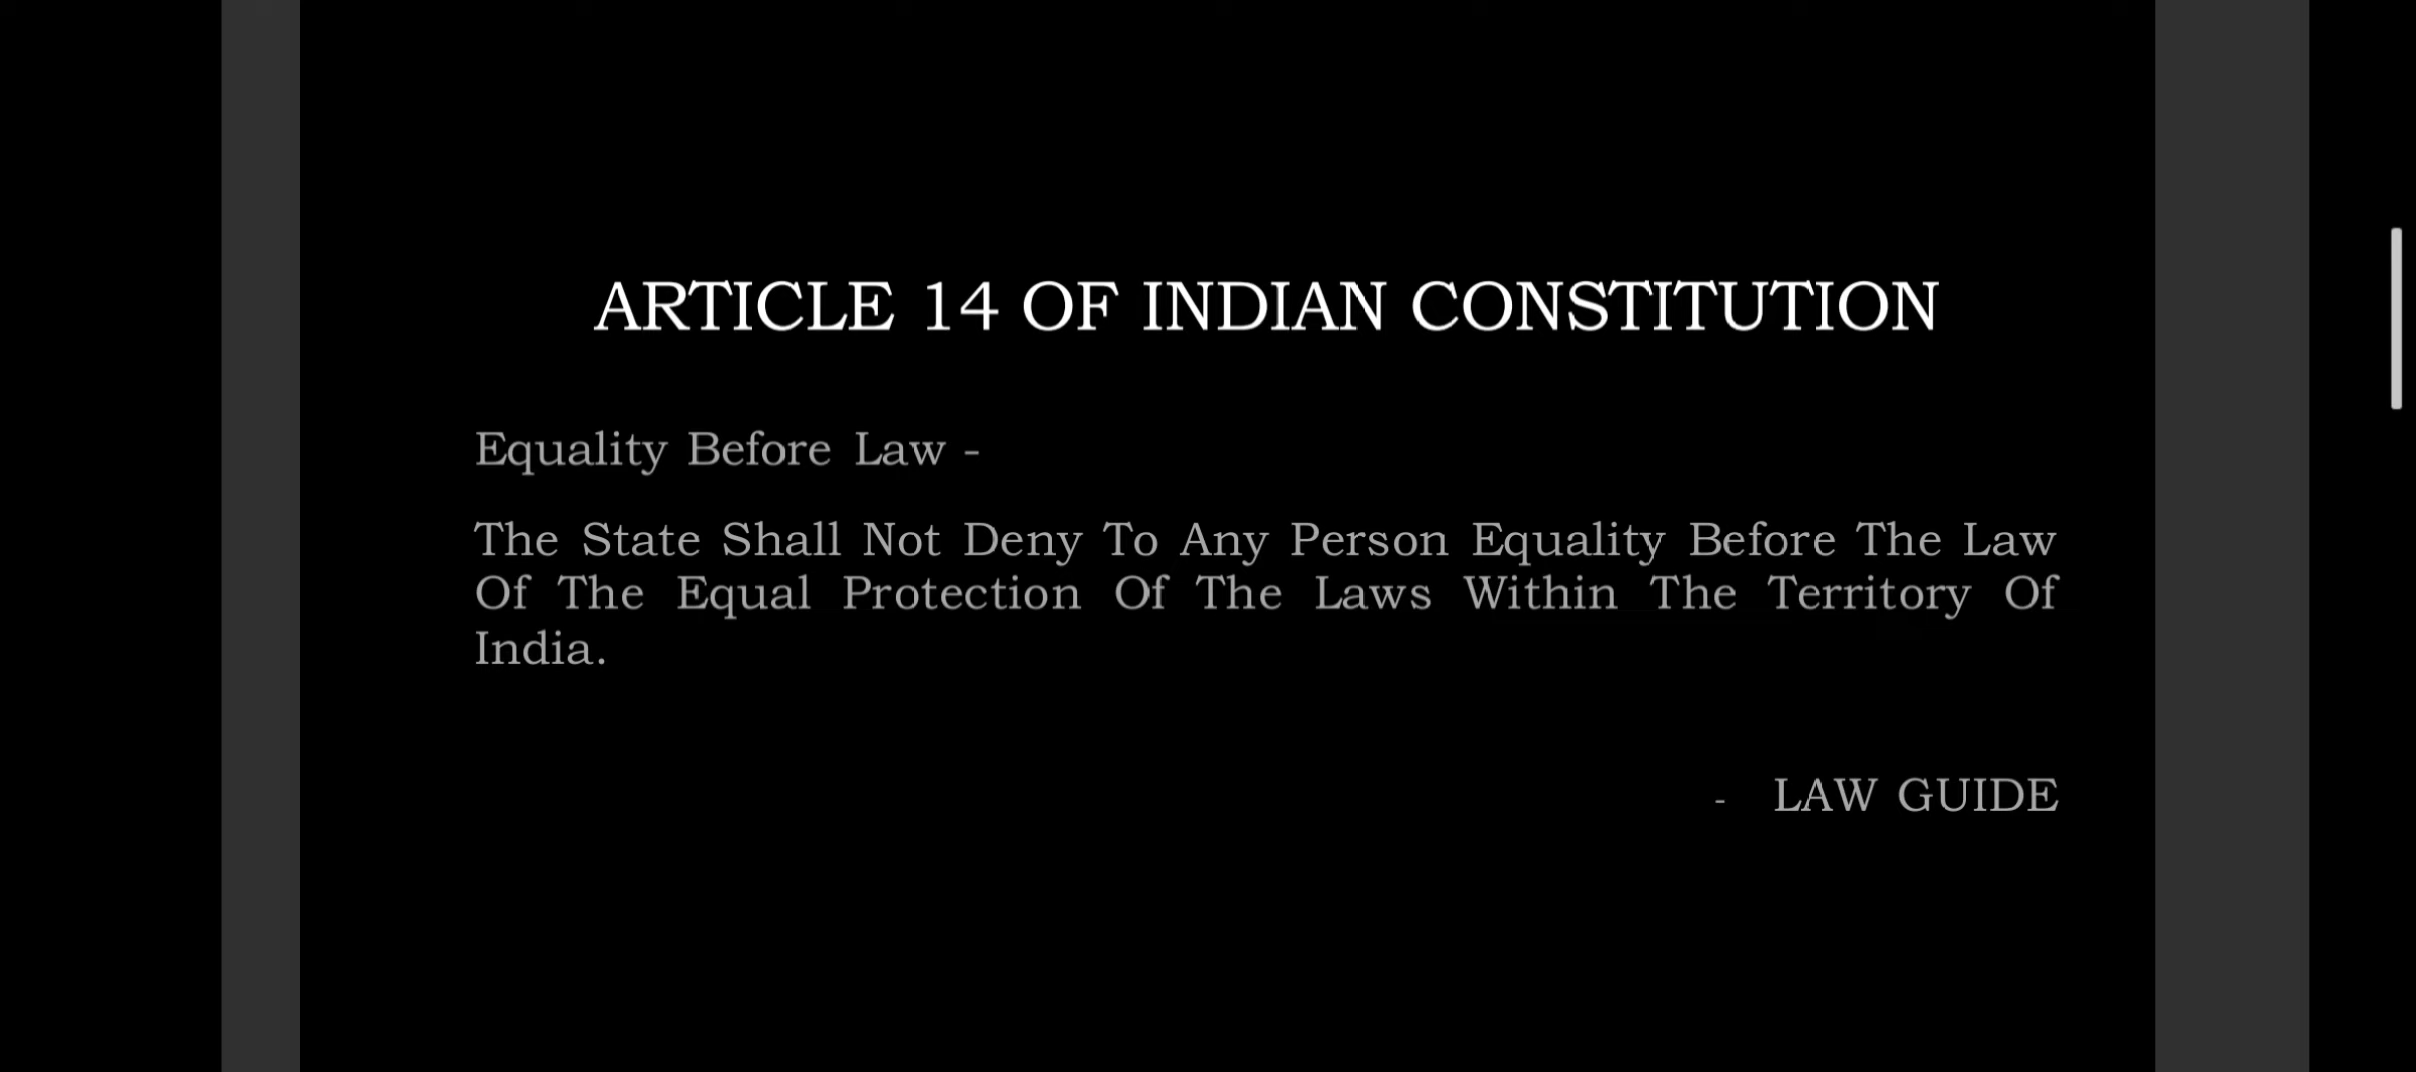 ARTICLE 14 OF INDIAN CONSTITUTION
Equality Before Law -
The State Shall Not Deny To Any Person Equality Before The Law
Of The Equal Protection Of The Laws Within The Territory Of
India.
- LAW GUIDE